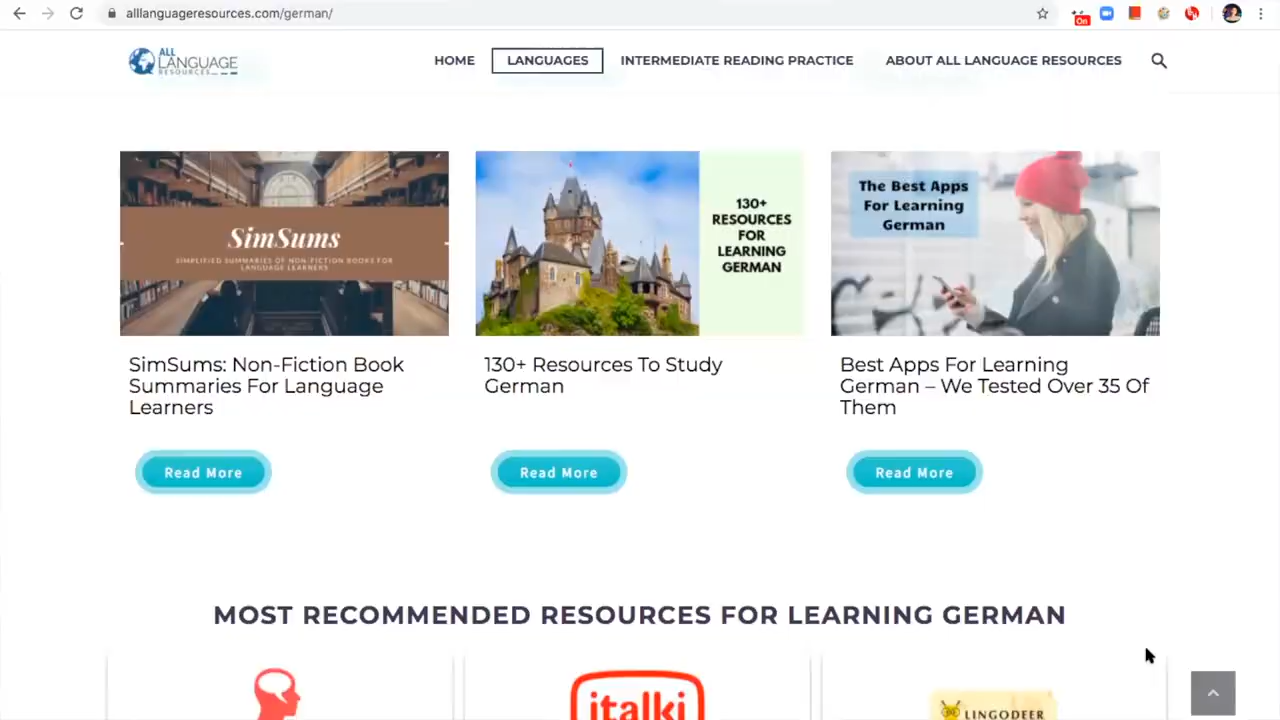 alllanguageresources.com/german/
On
ALL
LANGUAGE
RESOURCES
HOME
LANGUAGES
INTERMEDIATE READING PRACTICE
ABOUT ALL LANGUAGE RESOURCES
SimSums
SIMPLIFIED SUMMARIES OF NON-FICTION BOOKS FOR
LANGUAGE LEARNERS
130+
RESOURCES
FOR
LEARNING
GERMAN
The Best Apps
For Learning
German
SimSums: Non-Fiction Book
Summaries For Language
Learners
130+ Resources To Study
German
Best Apps For Learning
German – We Tested Over 35 Of
Them
Read More
Read More
Read More
MOST RECOMMENDED RESOURCES FOR LEARNING GERMAN
italki
LINGODEER